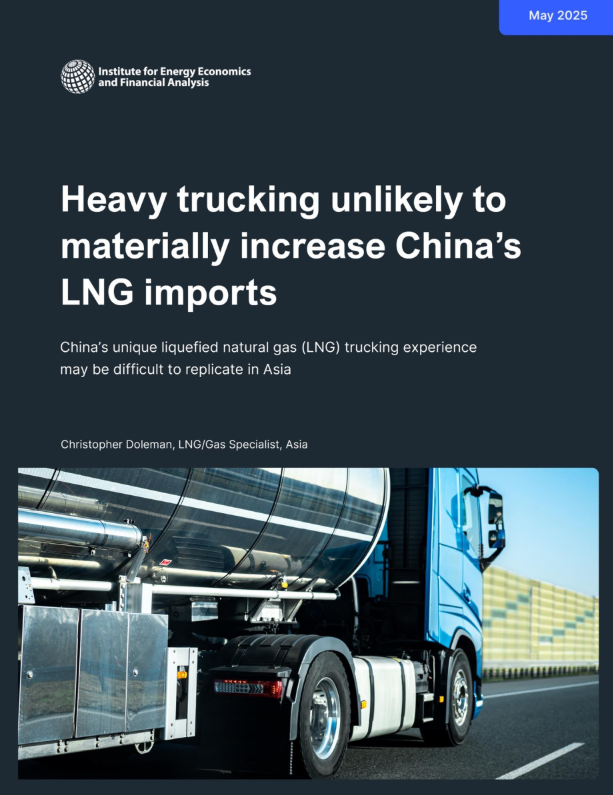 May 2025
Institute for Energy Economics
and Financial Analysis
Heavy trucking unlikely to
materially increase China’s
LNG imports
China’s unique liquefied natural gas (LNG) trucking experience
may be difficult to replicate in Asia
Christopher Doleman, LNG/Gas Specialist, Asia